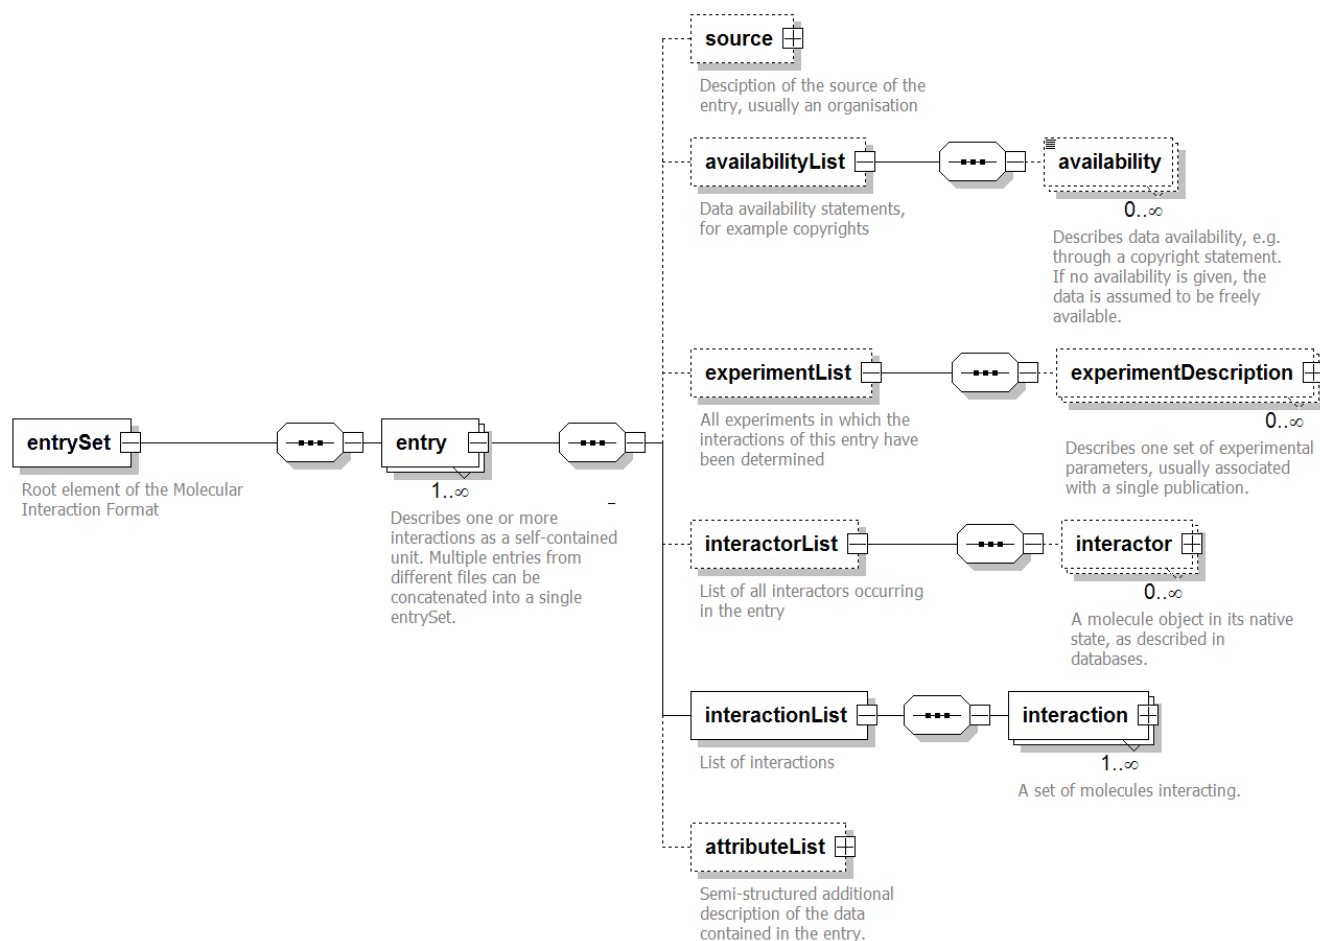 source
Desciption of the source of the
entry, usually an organisation
availabilityList
availability
0..∞
Data availability statements,
for example copyrights
Describes data availability, e.g.
through a copyright statement.
If no availability is given, the
data is assumed to be freely
available.
experimentList
experimentDescription
0..∞
All experiments in which the
interactions of this entry have
been determined
Describes one set of experimental
parameters, usually associated
with a single publication.
entrySet
Root element of the Molecular
Interaction Format
entry
1..∞
Describes one or more
interactions as a self-contained
unit. Multiple entries from
different files can be
concatenated into a single
entrySet.
interactorList
interactor
0..∞
List of all interactors occurring
in the entry
A molecule object in its native
state, as described in
databases.
interactionList
interaction
1..∞
List of interactions
A set of molecules interacting.
attributeList
Semi-structured additional
description of the data
contained in the entry.